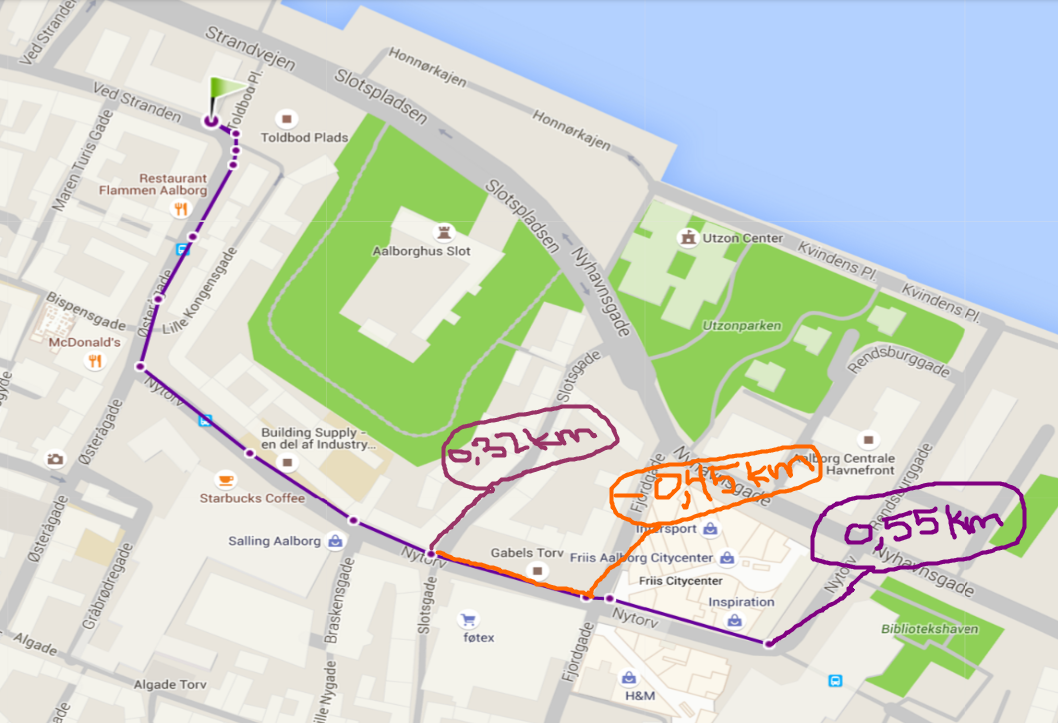 Ved Stranden
Strandvejen
Honnørkajen
Ved Stranden
Toldbod Pl.
Slotspladsen
Honnørkajen
Toldbod Plads
Maren Turis Gade
Restaurant
Flammen Aalborg
Slotspladsen
Utzon Center
Kvindens Pl.
Aalborghus Slot
Nyhavnsgade
Kvindens Pl.
Lille Kongensgade
Østerågade
Bispensgade
Utzonparken
McDonald's
Rendsburggade
Nytorv
Slotsgade
Østerågade
Building Supply -
en del af Industry...
0,32km
Nyhavnsgade
0,45km
alborg Centrale
Havnefront
Fjordgade
Rendsburggade
Starbucks Coffee
Østerågade
Intersport
0,55km
Salling Aalborg
Nytorv
Gabels Torv
Friis Aalborg Citycenter
Nyhavnsgade
Friis Citycenter
Nytorv
Gråbrødregade
Braskensgade
Slotsgade
Inspiration
føtex
Nytorv
Bibliotekshaven
Algade
Fjordgade
Algade Torv
ille Nygade
H&M